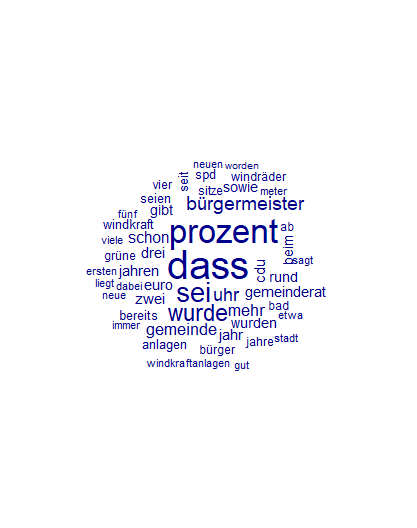 neuen worden
vier seit spd windräder
seien sitze sowie meter
fünf gibt bürgermeister
windkraft schon prozent ab
viele drei beim
grüne dass cdu sagt
ersten jahren rund
liegt dabei euro sei uhr gemeinderat
neue zwei wurde mehr bad
bereits wurden etwa
immer gemeinde jahr
anlagen jahre stadt
bürger
windkraftanlagen gut